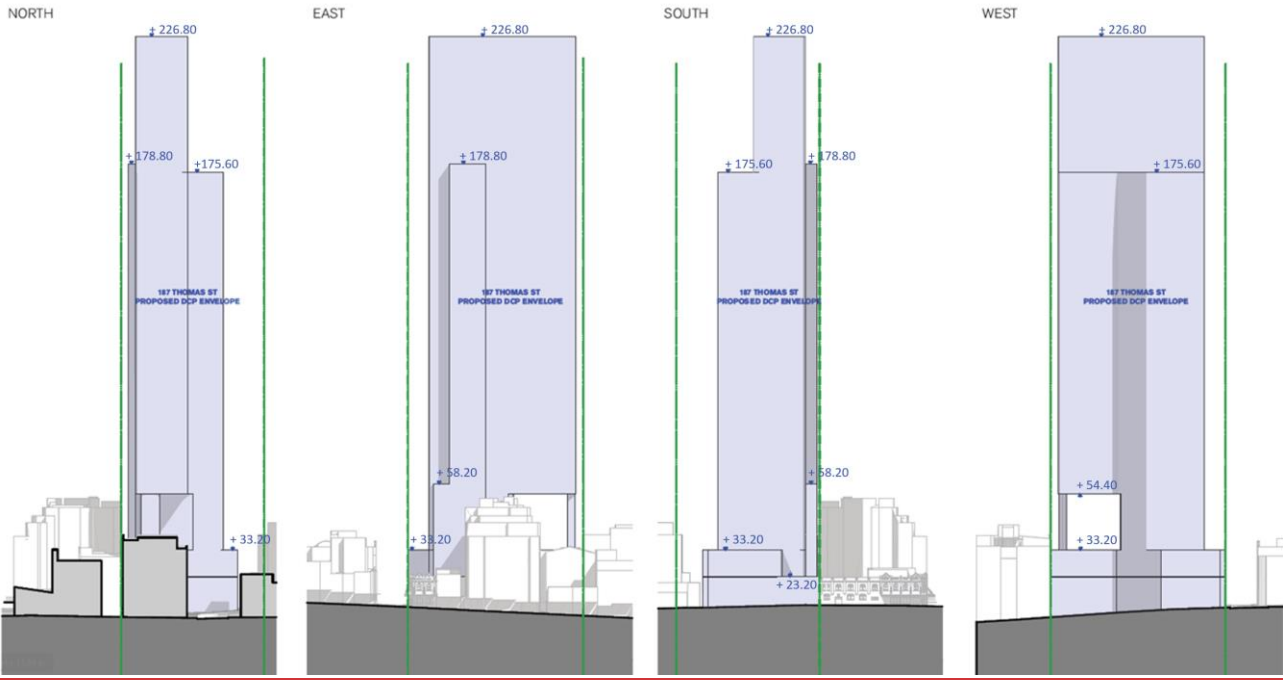 NORTH
EAST
SOUTH
WEST
+ 226.80
+ 226.80
+ 226.80
+ 226.80
+ 178.80
+175.60
+ 178.80
+ 175.60
+ 178.80
+ 175.60
187 THOMAS ST
PROPOSED DCP ENVELOPE
187 THOMAS ST
PROPOSED DCP ENVELOPE
187 THOMAS ST
PROPOSED DCP ENVELOPE
187 THOMAS ST
PROPOSED DCP ENVELOPE
+ 58.20
+ 58.20
+ 54.40
+ 33.20
+ 33.20
+ 33.20
+ 33.20
+ 23.20